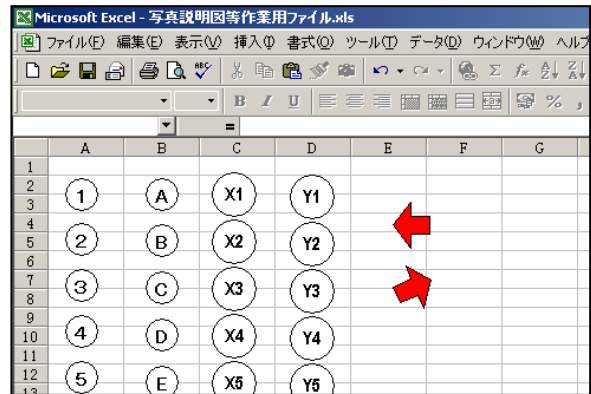 Microsoft Excel - 写真説明図等作業用ファイル.xls
ファイル(F) 編集(E) 表示(V) 挿入(I) 書式(O) ツール(T) データ(D) ウィンドウ(W) ヘルプ
ABC Σ fx A Z Z A
B I U % ,
=
A B C D E F G
1
2
3
4
5
6
7
8
9
10
11
12
13
1 A X1 Y1
2 B X2 Y2
3 C X3 Y3
4 D X4 Y4
5 E X5 Y5